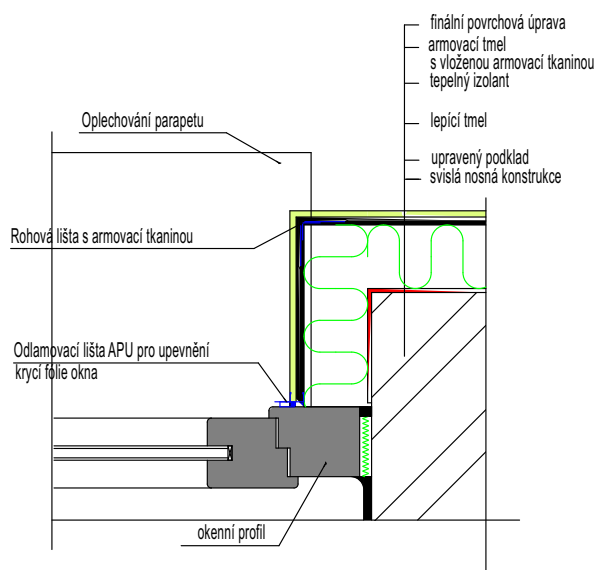 finální povrchová úprava
armovací tmel
s vloženou armovací tkaninou
tepelný izolant
lepící tmel
upravený podklad
svislá nosná konstrukce
Oplechování parapetu
Rohová lišta s armovací tkaninou
Odlamovací lišta APU pro upevnění
krycí fólie okna
okenní profil